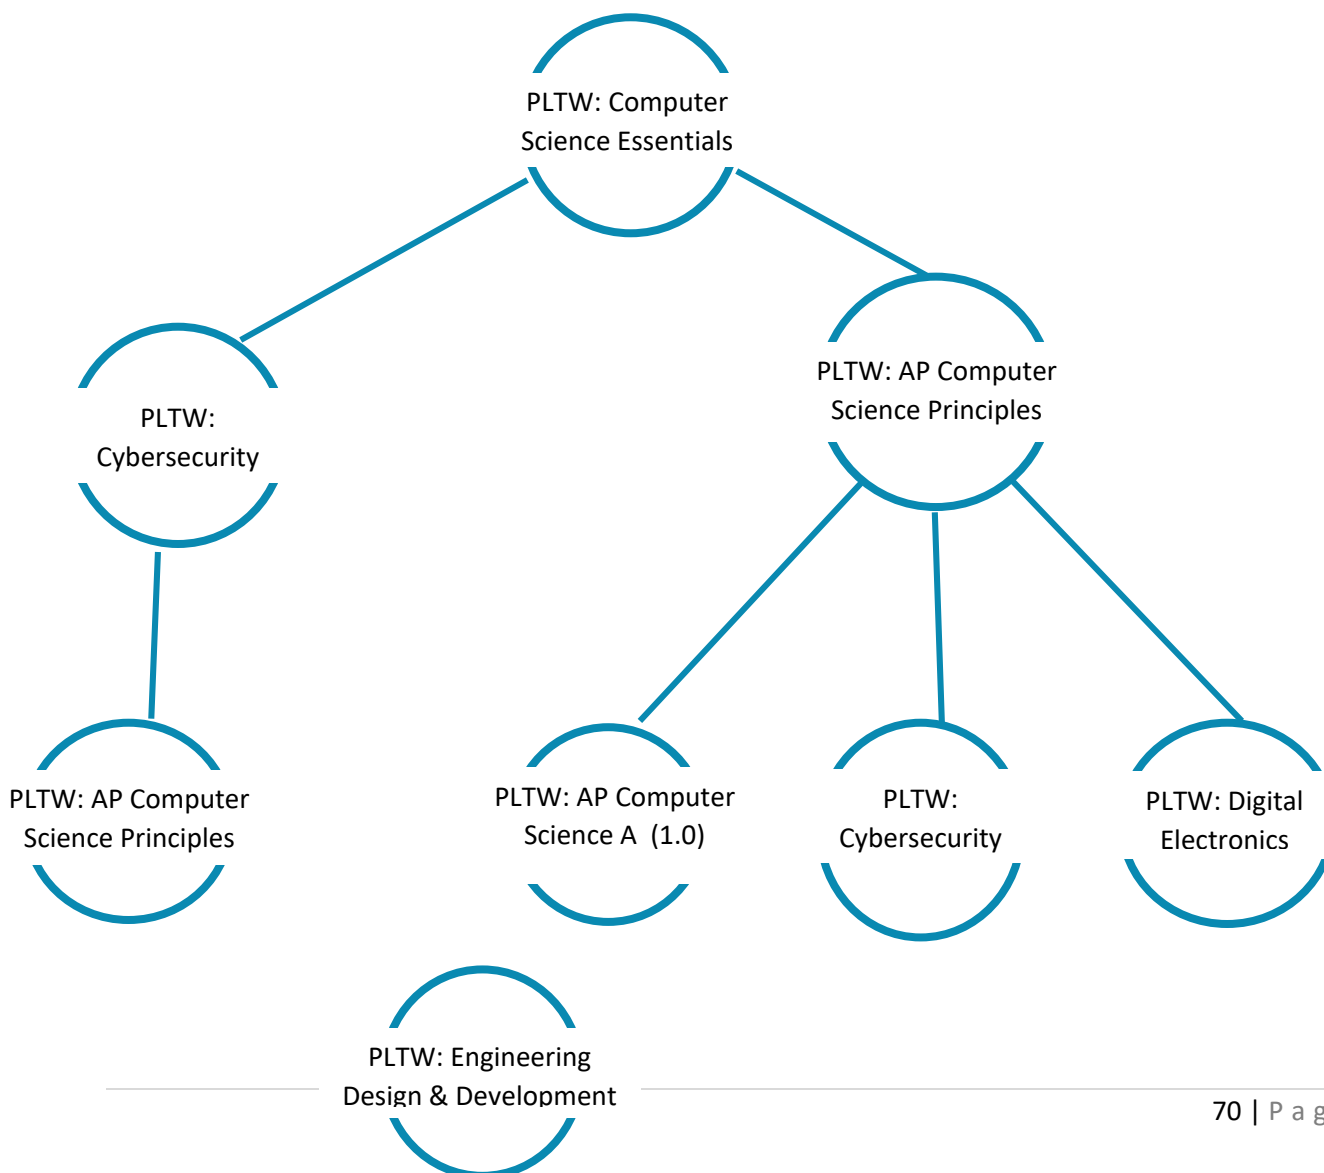 PLTW: Computer
Science Essentials
PLTW: AP Computer
Science Principles
PLTW:
Cybersecurity
PLTW: AP Computer
Science Principles
PLTW: AP Computer
Science A  (1.0)
PLTW:
Cybersecurity
PLTW: Digital
Electronics
PLTW: Engineering
Design & Development
70 | P a g